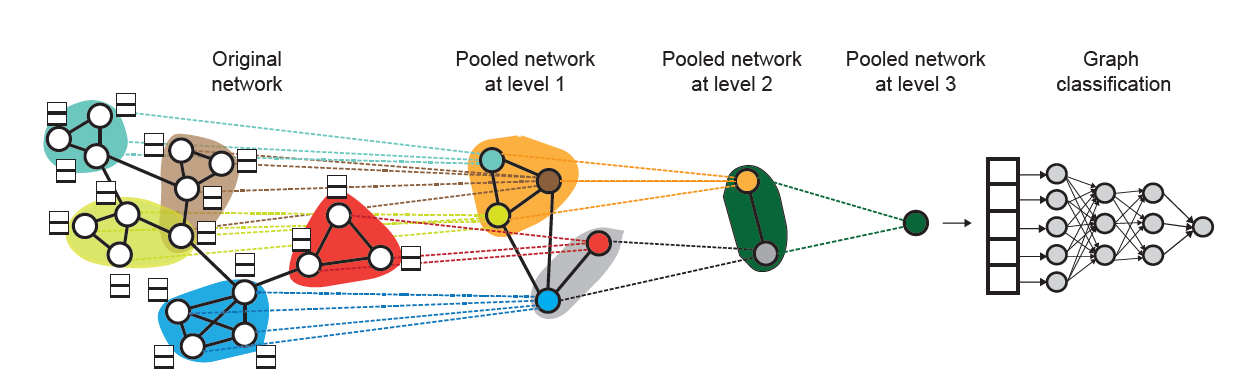 Original
network
Pooled network
at level 1
Pooled network
at level 2
Pooled network
at level 3
Graph
classification